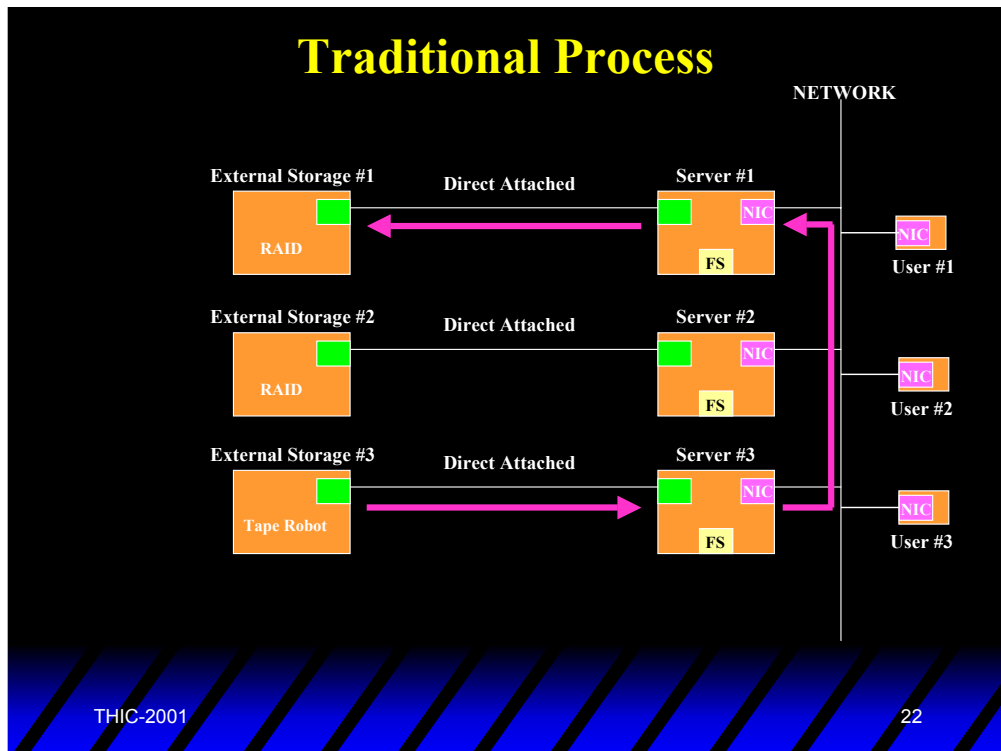 Traditional Process
NETWORK
External Storage #1
Direct Attached
Server #1
NIC
RAID
FS
NIC
User #1
External Storage #2
Direct Attached
Server #2
NIC
RAID
FS
NIC
User #2
External Storage #3
Direct Attached
Server #3
NIC
Tape Robot
FS
NIC
User #3
THIC-2001
22